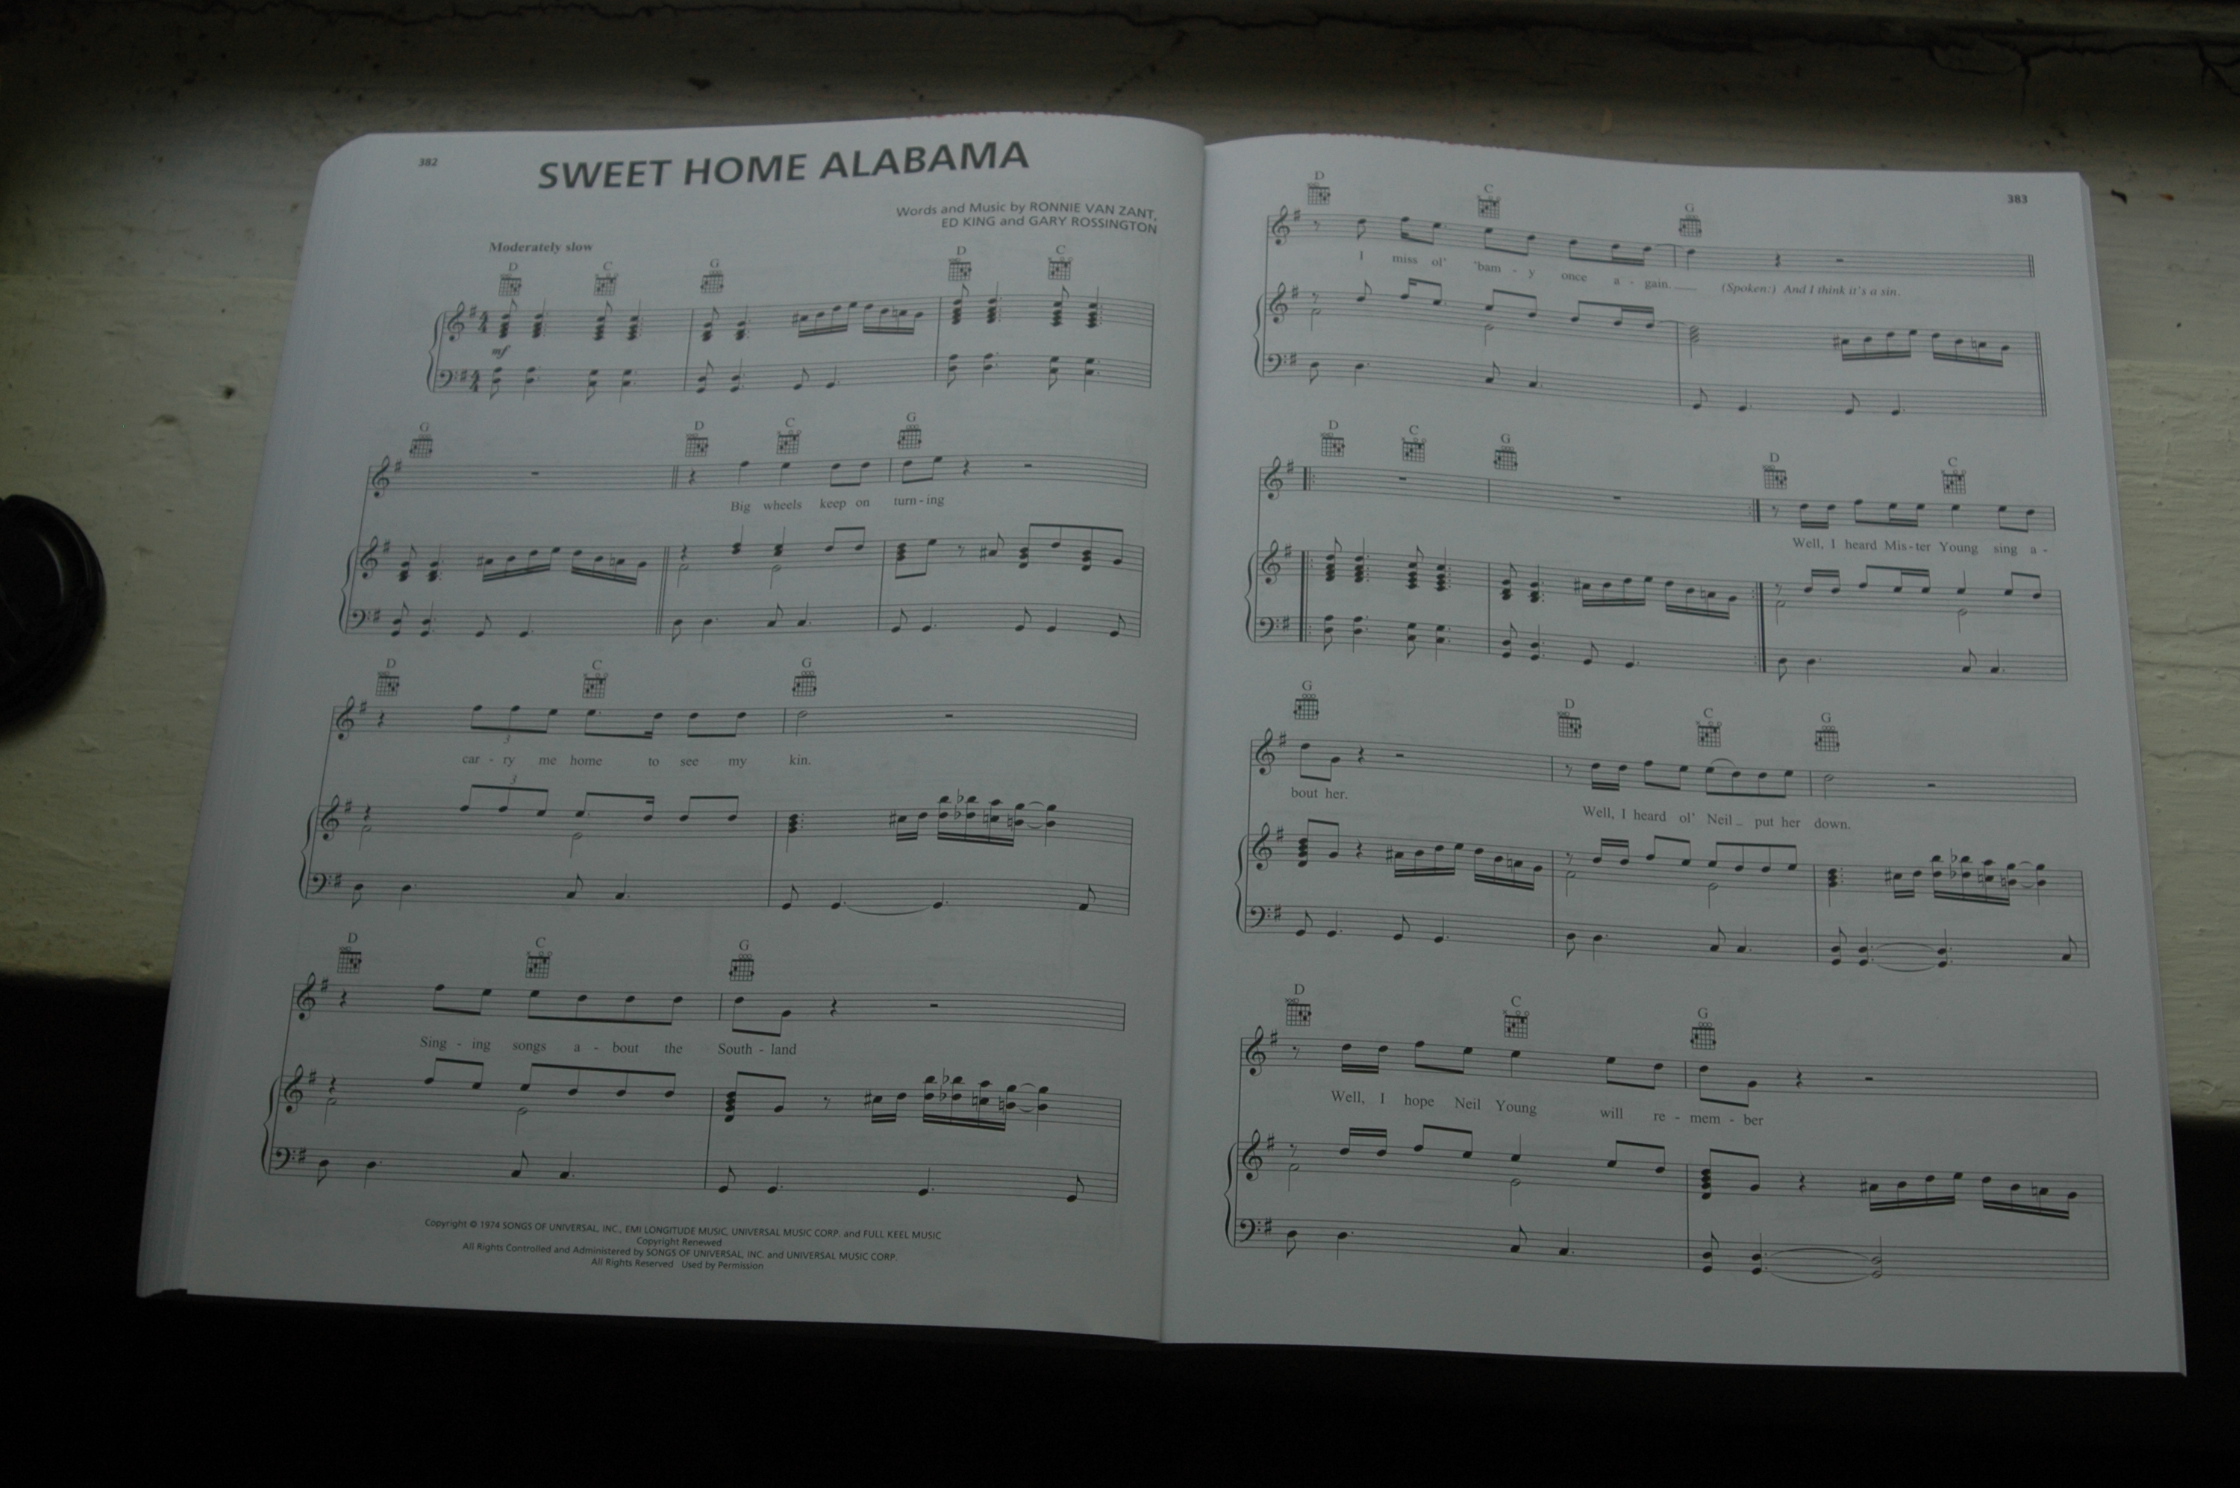 382
SWEET HOME ALABAMA
Words and Music by RONNIE VAN ZANT,
ED KING and GARY ROSSINGTON
Moderately slow
D C G D C
mf
G D C G
Big wheels keep on turn-ing
3
D C G
3
car - ry me home to see my kin.
3
D C G
Sing - ing songs a - bout the South - land
Copyright © 1974 SONGS OF UNIVERSAL, INC., EMI LONGITUDE MUSIC, UNIVERSAL MUSIC CORP. and FULL KEEL MUSIC
Copyright Renewed
All Rights Controlled and Administered by SONGS OF UNIVERSAL, INC. and UNIVERSAL MUSIC CORP.
All Rights Reserved Used by Permission
383
D C G
I miss ol' 'bam - y once a - gain. (Spoken:) And I think it's a sin.
D C G D C
Well, I heard Mis - ter Young sing a -
G D C G
bout her. Well, I heard ol' Neil put her down.
D C G
Well, I hope Neil Young will re - mem - ber